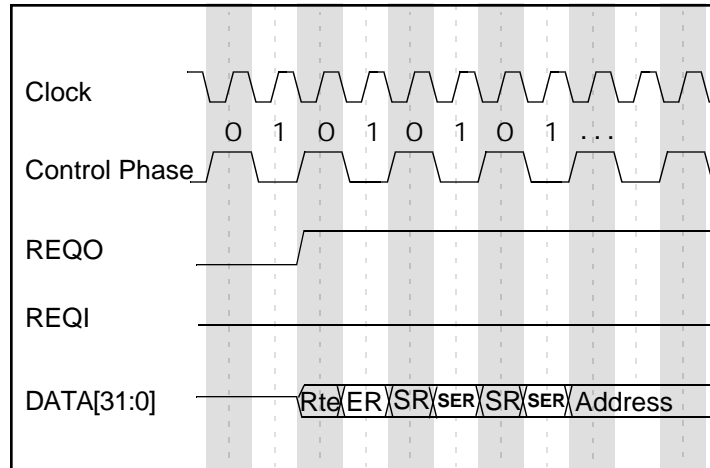 Clock
0 1 0 1 0 1 0 1 ...
Control Phase
REQO
REQI
DATA[31:0] Rte ER SR SER SR SER Address